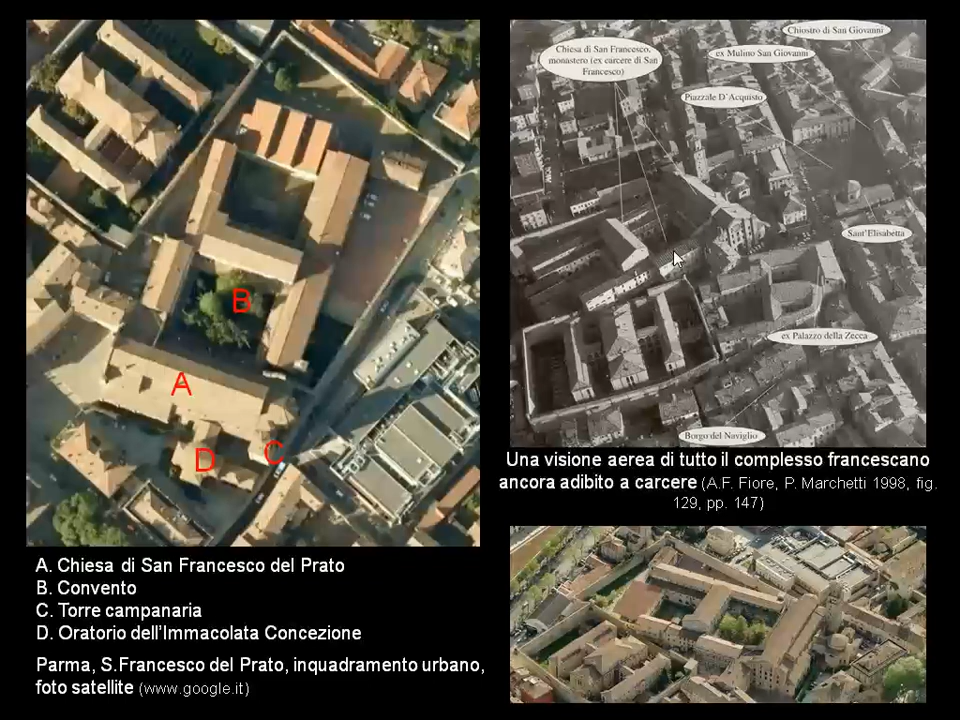 B
A
D
C
A. Chiesa di San Francesco del Prato
B. Convento
C. Torre campanaria
D. Oratorio dell'Immacolata Concezione
Parma, S.Francesco del Prato, inquadramento urbano,
foto satellite (www.google.it)
Chiostro di San Giovanni
Chiesa di San Francesco,
monastero (ex carcere di San
Francesco)
ex Mulino San Giovanni
Piazzale D'Acquisto
Sant'Elisabetta
ex Palazzo della Zecca
Borgo del Naviglio
Una visione aerea di tutto il complesso francescano
ancora adibito a carcere (A.F. Fiore, P. Marchetti 1998, fig.
129, pp. 147)